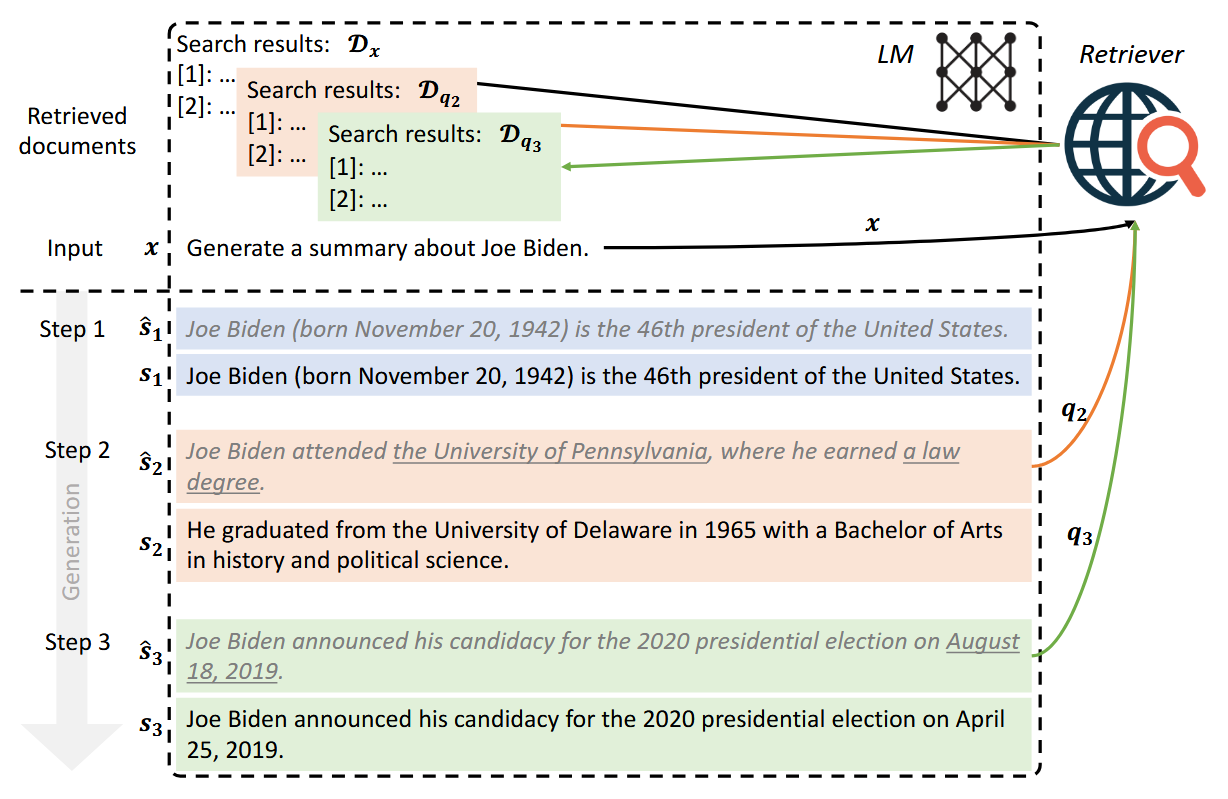 Search results: 𝓓x
[1]: ...
[2]: ...
Search results: 𝓓q2
[1]: ...
[2]: ...
Search results: 𝓓q3
[1]: ...
[2]: ...
LM
Retriever
Retrieved
documents
Input
x
Generate a summary about Joe Biden.
x
Generation
Step 1
ŝ1
Joe Biden (born November 20, 1942) is the 46th president of the United States.
s1
Joe Biden (born November 20, 1942) is the 46th president of the United States.
q2
Step 2
ŝ2
Joe Biden attended the University of Pennsylvania, where he earned a law
degree.
s2
He graduated from the University of Delaware in 1965 with a Bachelor of Arts
in history and political science.
q3
Step 3
ŝ3
Joe Biden announced his candidacy for the 2020 presidential election on August
18, 2019.
s3
Joe Biden announced his candidacy for the 2020 presidential election on April
25, 2019.